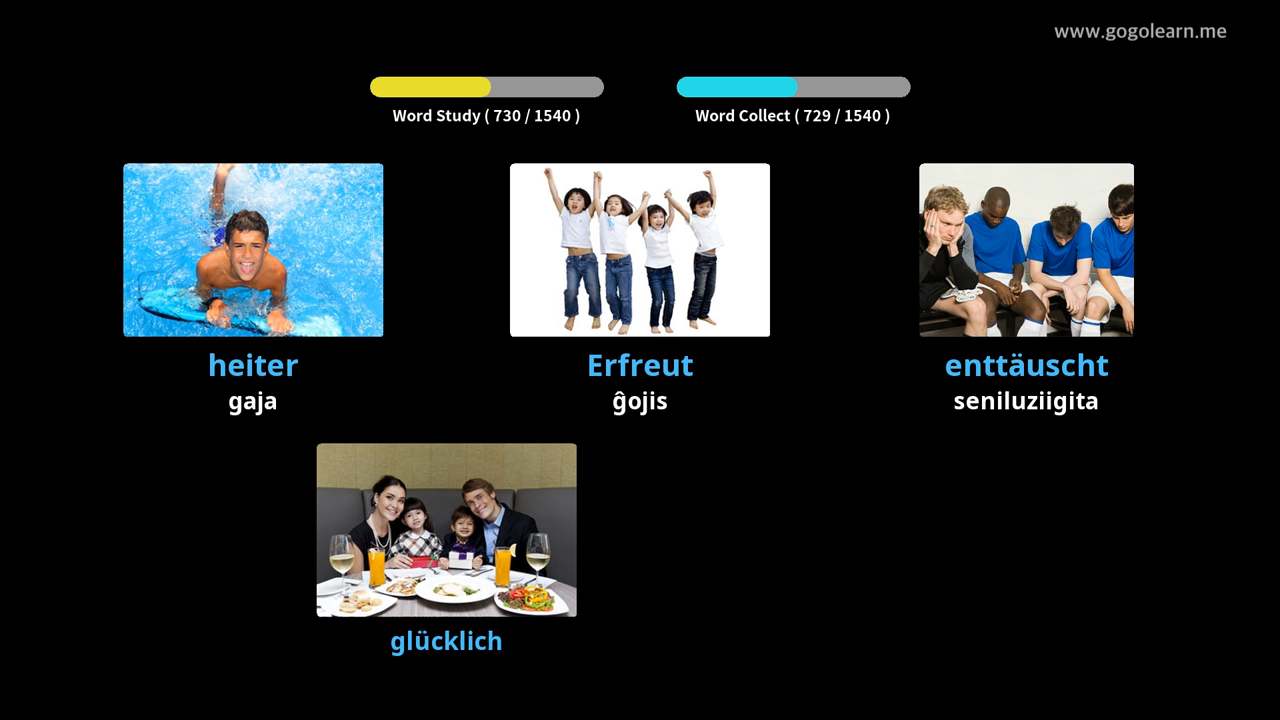 www.gogolearn.me
Word Study ( 730 / 1540 )
Word Collect ( 729 / 1540 )
heiter
gaja
Erfreut
ĝojis
enttäuscht
seniluziigita
glücklich